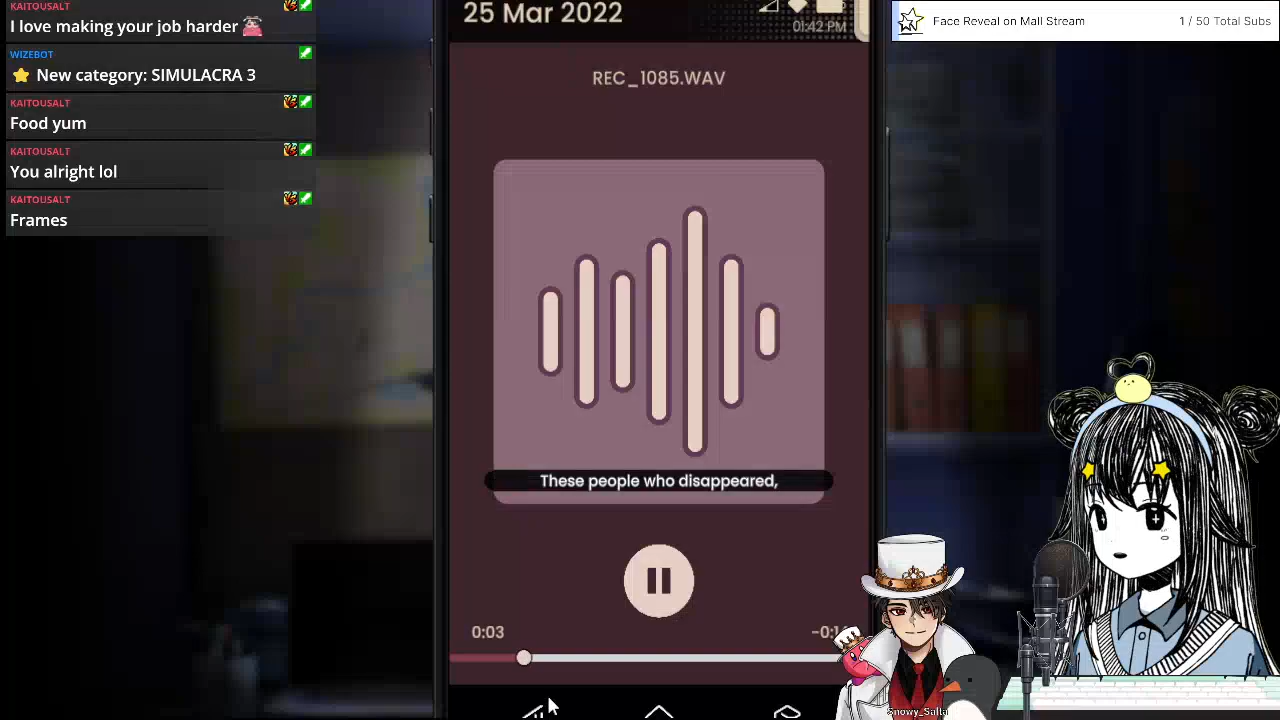 KAITOUSALT
I love making your job harder
WIZEBOT
New category: SIMULACRA 3
KAITOUSALT
Food yum
KAITOUSALT
You alright lol
KAITOUSALT
Frames
25 Mar 2022
01:42 PM
REC_1085.WAV
These people who disappeared,
0:03
Face Reveal on Mall Stream
1 / 50 Total Subs
Snowy_Salta